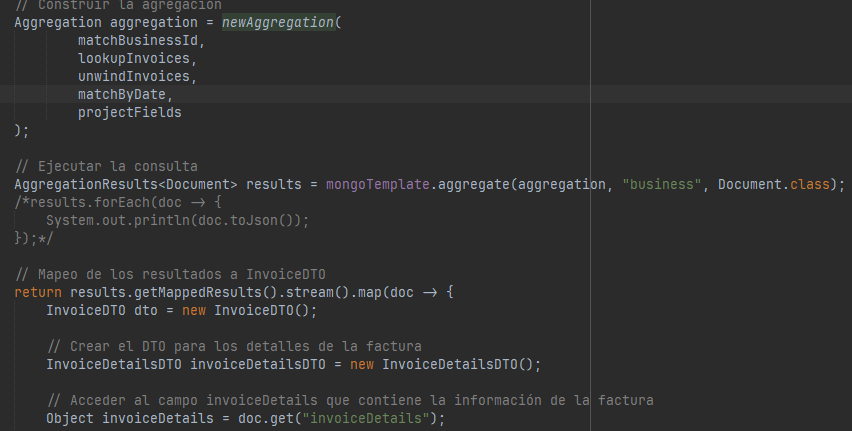 // Construir la agregación
Aggregation aggregation = newAggregation(
matchBusinessId,
lookupInvoices,
unwindInvoices,
matchByDate,
projectFields
);
// Ejecutar la consulta
AggregationResults<Document> results = mongoTemplate.aggregate(aggregation, "business", Document.class);
/*results.forEach(doc -> {
System.out.println(doc.toJson());
});*/
// Mapeo de los resultados a InvoiceDTO
return results.getMappedResults().stream().map(doc -> {
InvoiceDTO dto = new InvoiceDTO();
// Crear el DTO para los detalles de la factura
InvoiceDetailsDTO invoiceDetailsDTO = new InvoiceDetailsDTO();
// Acceder al campo invoiceDetails que contiene la información de la factura
Object invoiceDetails = doc.get("invoiceDetails");